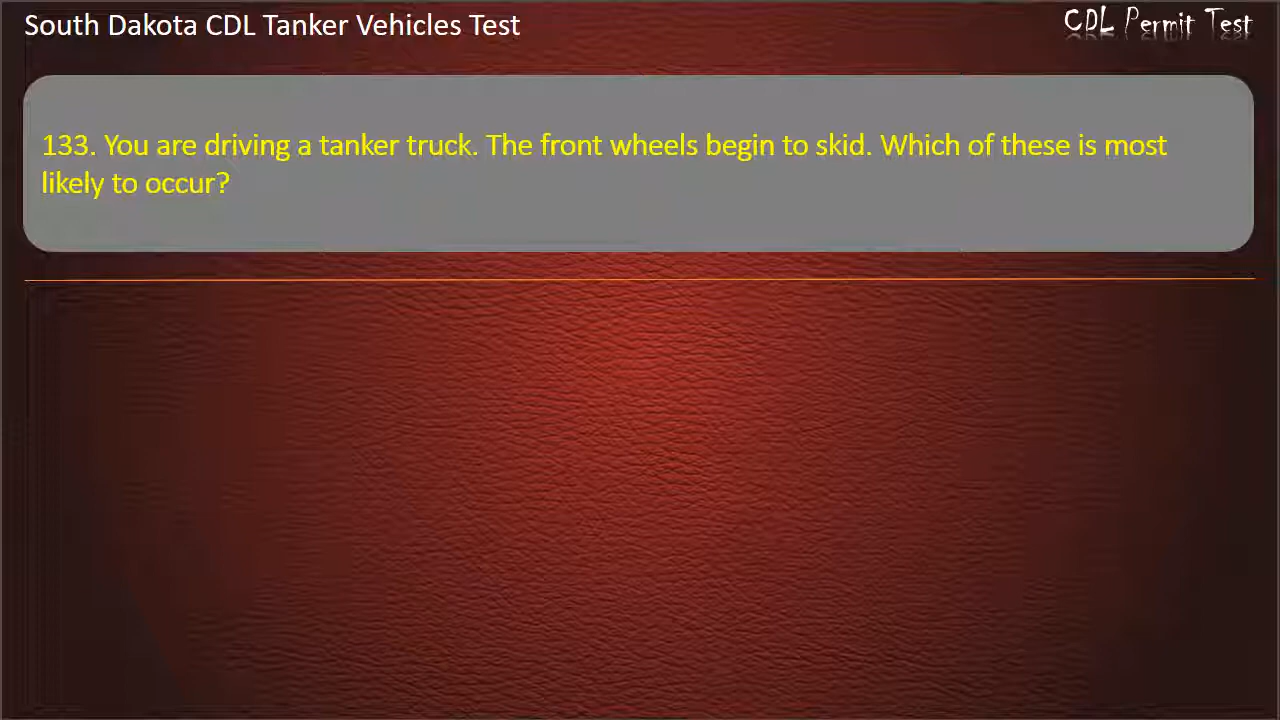 South Dakota CDL Tanker Vehicles Test
CDL Permit Test
133. You are driving a tanker truck. The front wheels begin to skid. Which of these is most
likely to occur?